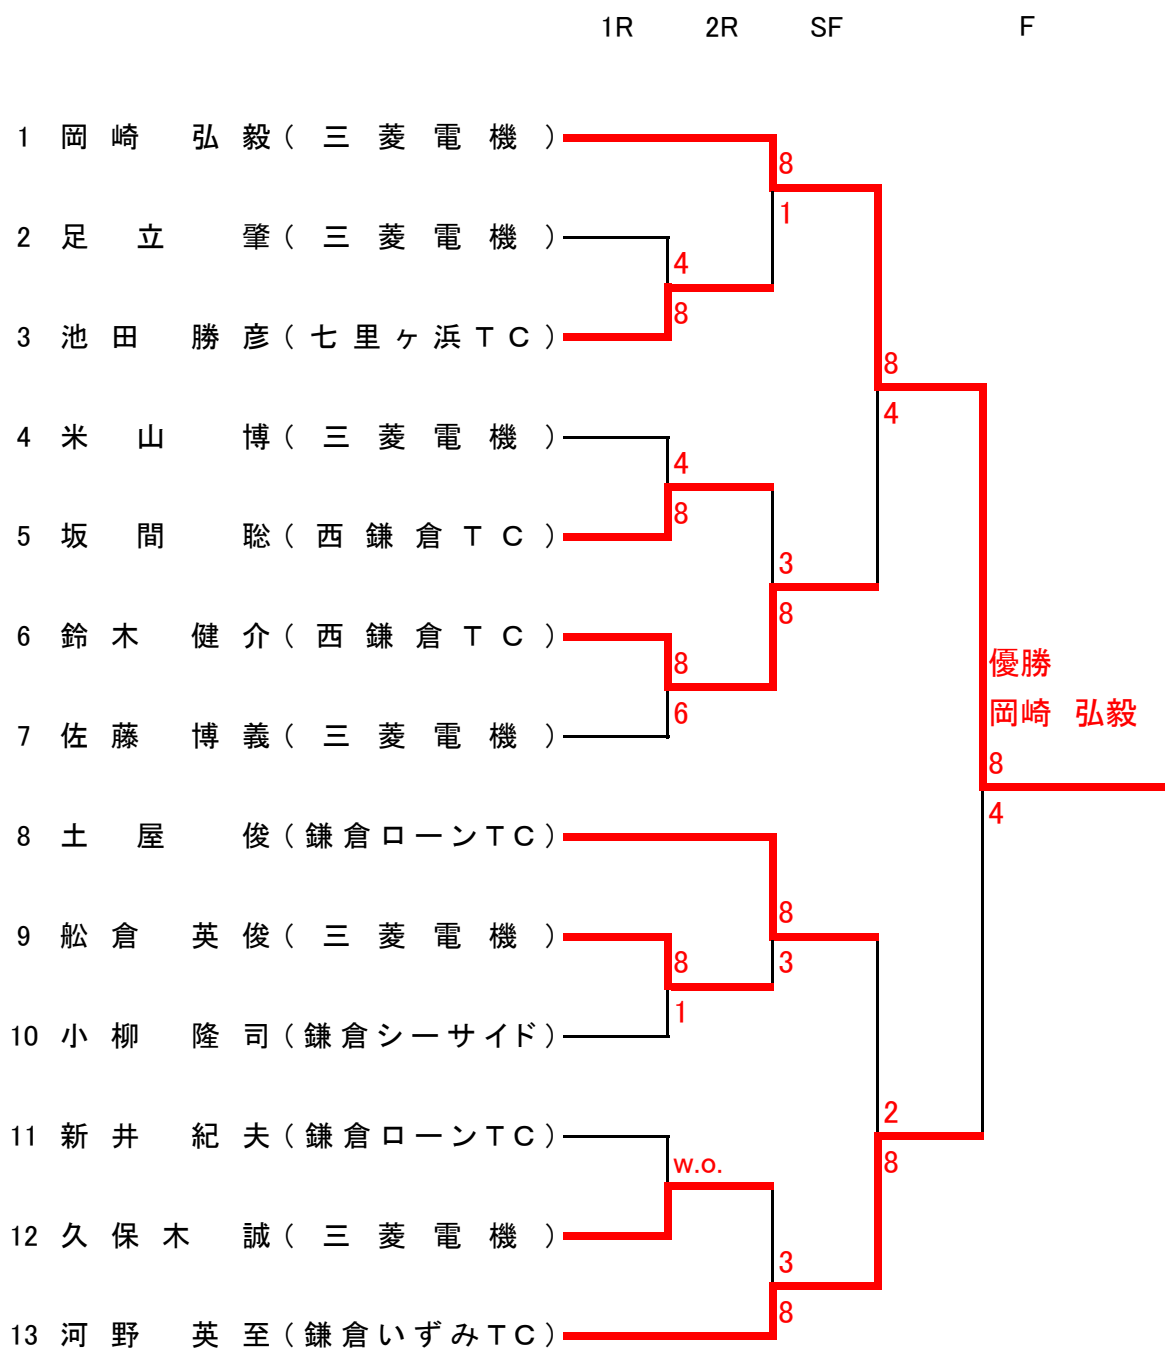 1R 2R SF F
1 岡崎 弘毅(三菱電機)
8
1
2 足立 肇(三菱電機)
4
8
3 池田 勝彦(七里ヶ浜TC)
8
4
4 米山 博(三菱電機)
4
8
5 坂間 聡(西鎌倉TC)
3
8
6 鈴木 健介(西鎌倉TC)
8
6
優勝
岡崎 弘毅
7 佐藤 博義(三菱電機)
8
4
8 土屋 俊(鎌倉ローンTC)
8
3
9 舩倉 英俊(三菱電機)
8
1
10 小柳 隆司(鎌倉シーサイド)
2
8
11 新井 紀夫(鎌倉ローンTC)
w.o.
12 久保木 誠(三菱電機)
3
8
13 河野 英至(鎌倉いずみTC)